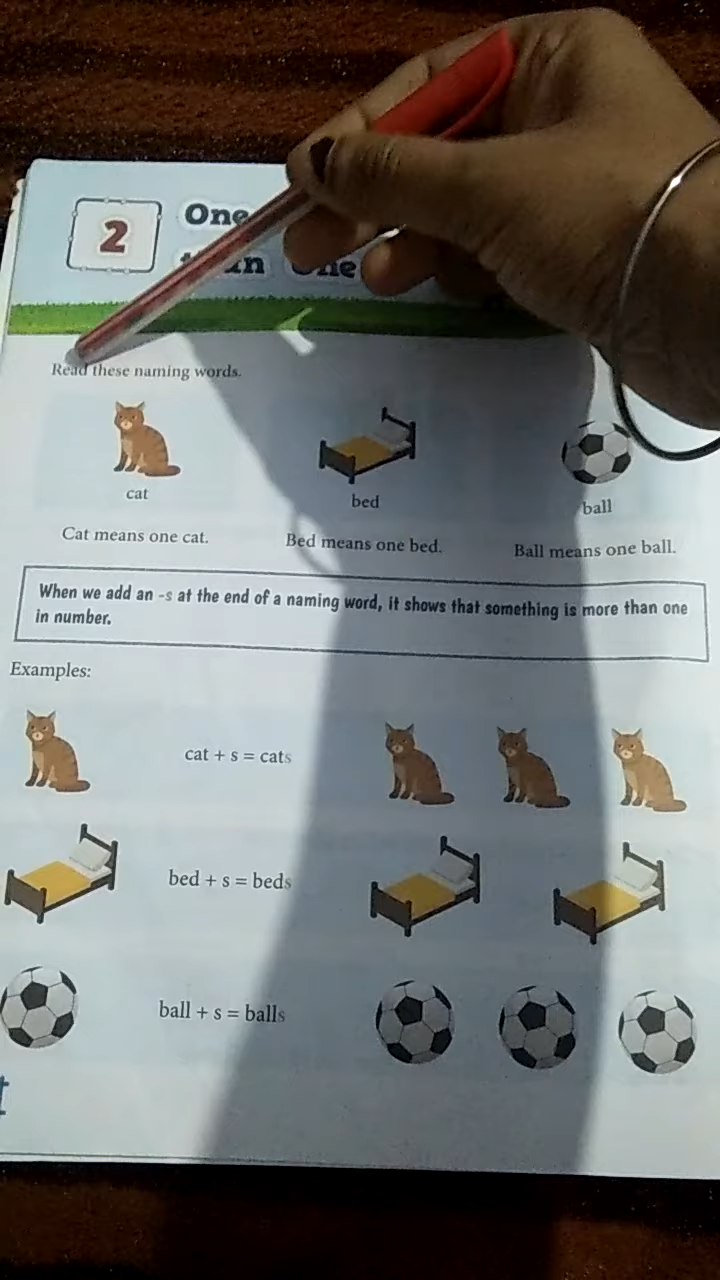 2
One
One
Read these naming words.
cat bed ball
Cat means one cat. Bed means one bed. Ball means one ball.
When we add an -s at the end of a naming word, it shows that something is more than one
in number.
Examples:
cat + s = cats
bed + s = beds
ball + s = balls